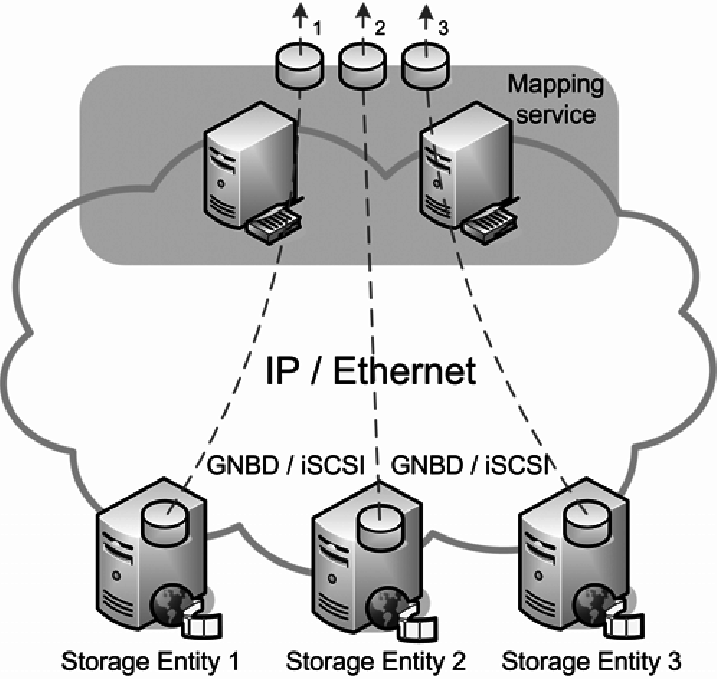 1 2 3
Mapping
service
IP / Ethernet
GNBD / iSCSI GNBD / iSCSI
Storage Entity 1 Storage Entity 2 Storage Entity 3